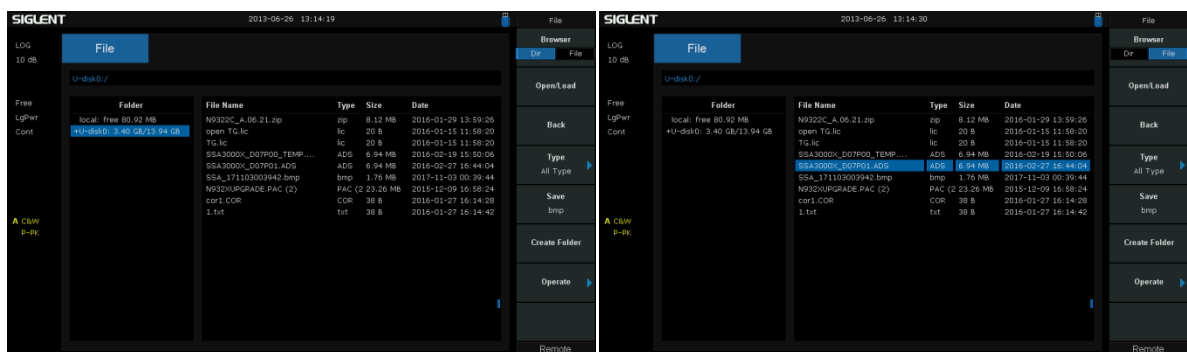 SIGLENT 2013-06-26 13:14:19 File
LOG
10 dB
File
Browser
Dir File
U-disk0:/
Open/Load
Free
LgPwr
Cont
Folder File Name Type Size Date
local: free 80.92 MB N9322C_A.06.21.zip zip 8.12 MB 2016-01-29 13:59:26
+U-disk0: 3.40 GB/13.94 GB open TG.lic lic 20 B 2016-01-15 11:58:20
TG.lic lic 20 B 2016-01-15 11:58:20
SSA3000X_D07P00_TEMP.... ADS 6.94 MB 2016-02-19 15:50:06
SSA3000X_D07P01.ADS ADS 6.94 MB 2016-02-27 16:44:04
SSA_171103003942.bmp bmp 1.76 MB 2017-11-03 00:39:44
N932XUPGRADE.PAC (2) PAC (2 23.26 MB 2015-12-09 16:58:24
cor1.COR COR 38 B 2016-01-27 16:14:28
1.txt txt 38 B 2016-01-27 16:14:42
Back
Type
All Type
Save
bmp
A C&W
P-PK
Create Folder
Operate
Remote
SIGLENT 2013-06-26 13:14:30 File
LOG
10 dB
File
Browser
Dir File
U-disk0:/
Open/Load
Free
LgPwr
Cont
Folder File Name Type Size Date
local: free 80.92 MB N9322C_A.06.21.zip zip 8.12 MB 2016-01-29 13:59:26
+U-disk0: 3.40 GB/13.94 GB open TG.lic lic 20 B 2016-01-15 11:58:20
TG.lic lic 20 B 2016-01-15 11:58:20
SSA3000X_D07P00_TEMP.... ADS 6.94 MB 2016-02-19 15:50:06
SSA3000X_D07P01.ADS ADS 6.94 MB 2016-02-27 16:44:04
SSA_171103003942.bmp bmp 1.76 MB 2017-11-03 00:39:44
N932XUPGRADE.PAC (2) PAC (2 23.26 MB 2015-12-09 16:58:24
cor1.COR COR 38 B 2016-01-27 16:14:28
1.txt txt 38 B 2016-01-27 16:14:42
Back
Type
All Type
Save
bmp
A C&W
P-PK
Create Folder
Operate
Remote